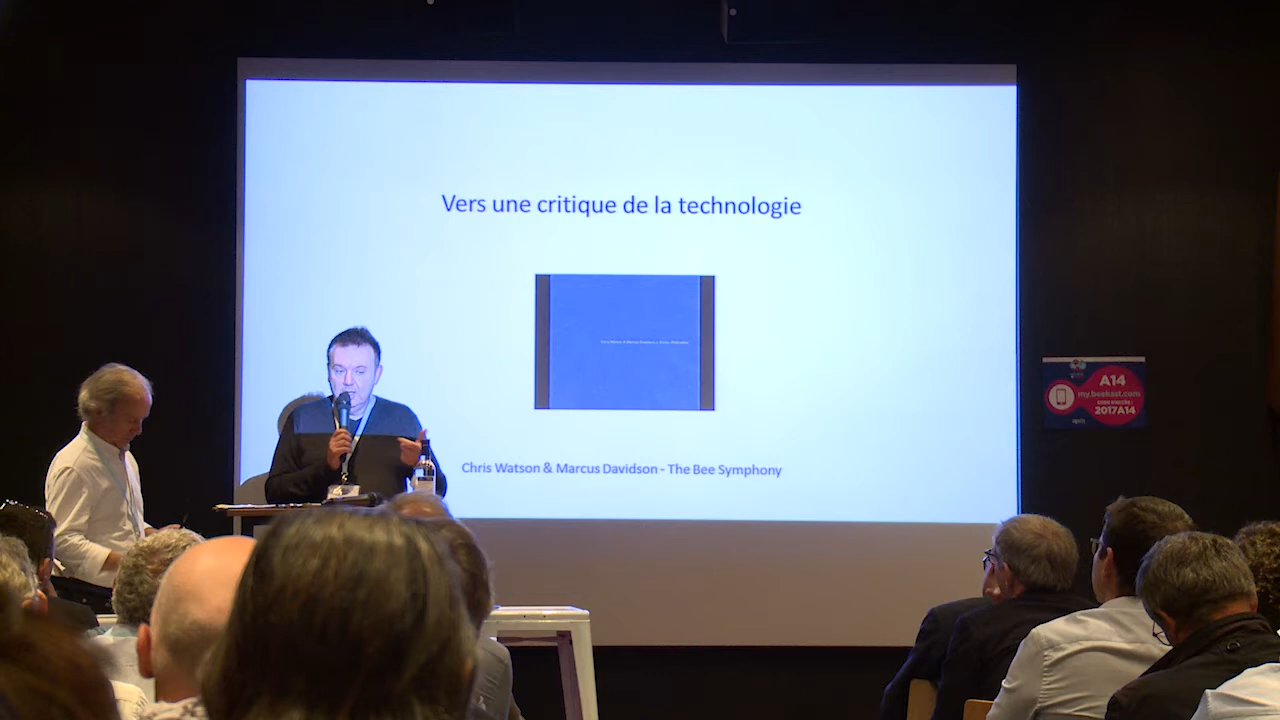 Vers une critique de la technologie
Chris Watson & Marcus Davidson - The Bee Symphony
A14
my.beekast.com
2017A14